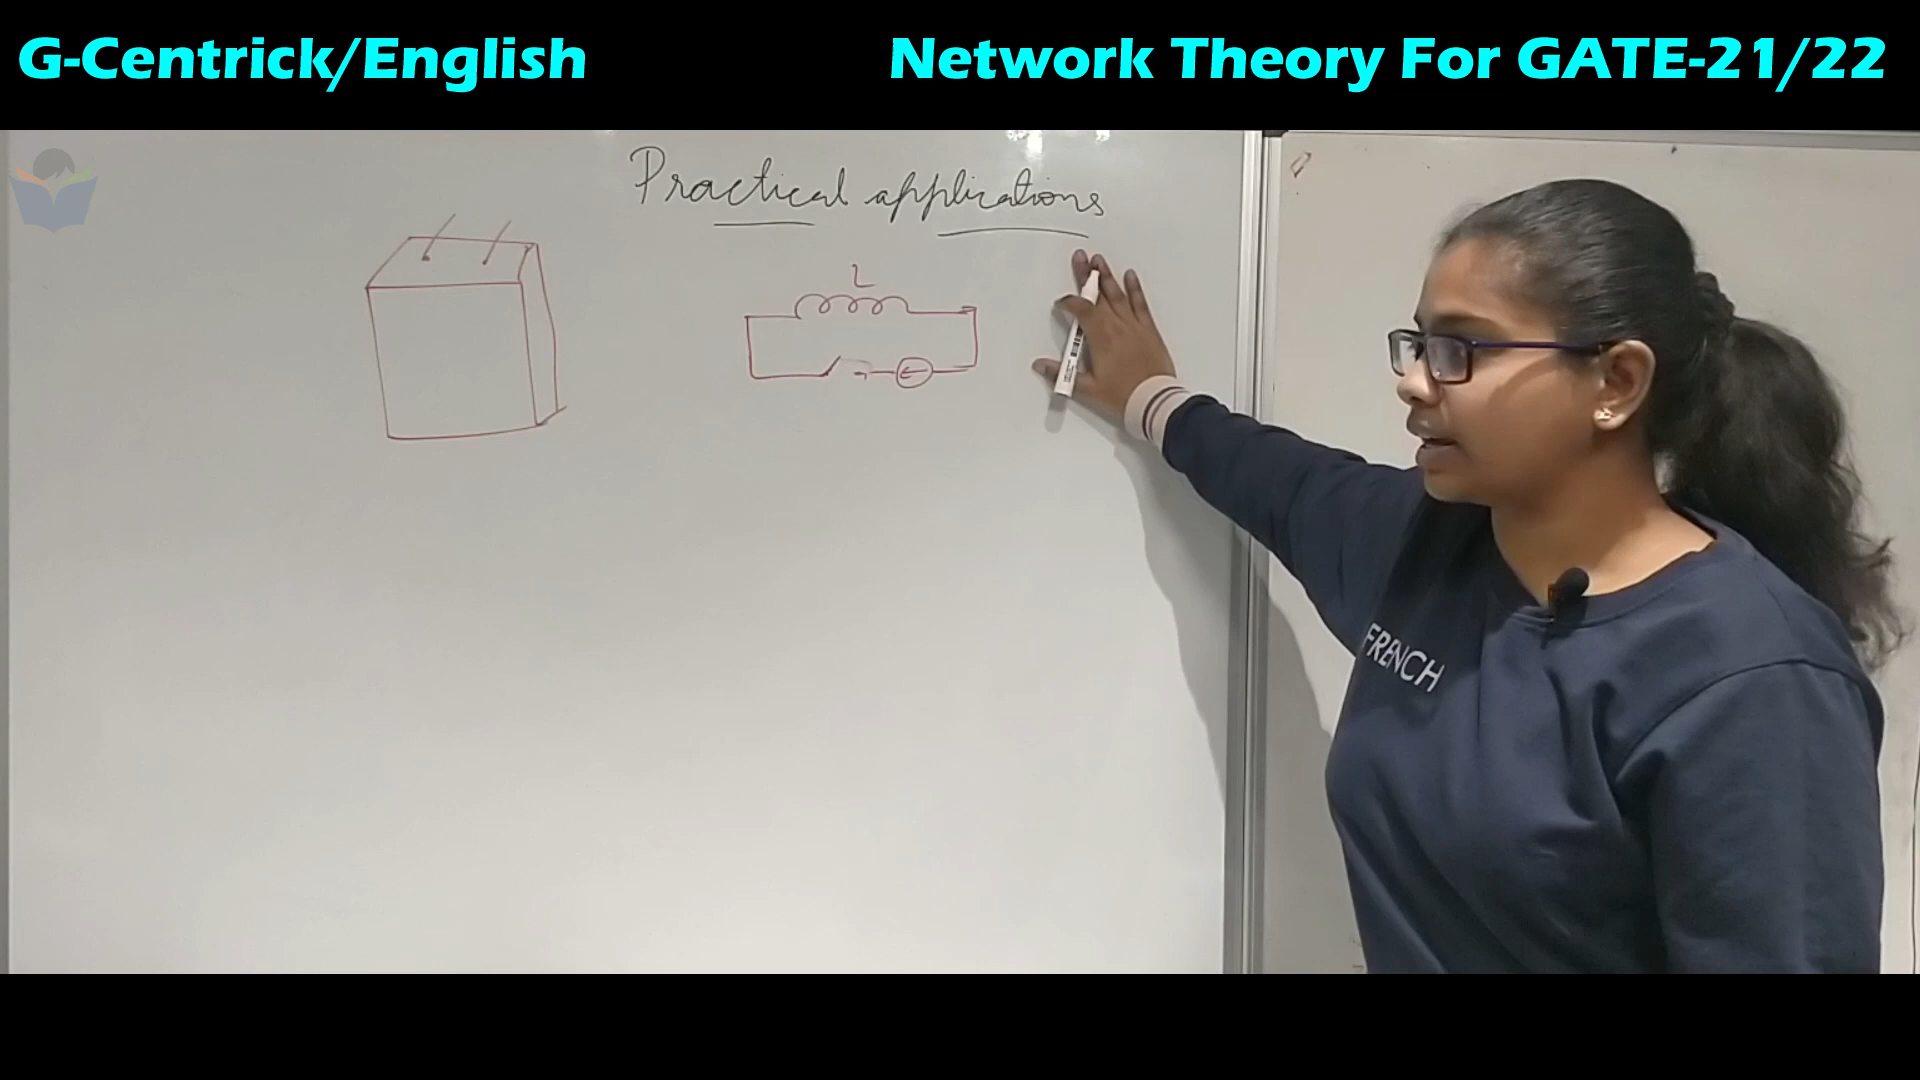 G-Centrick/English
Network Theory For GATE-21/22
Practical applications
L
FRENCH